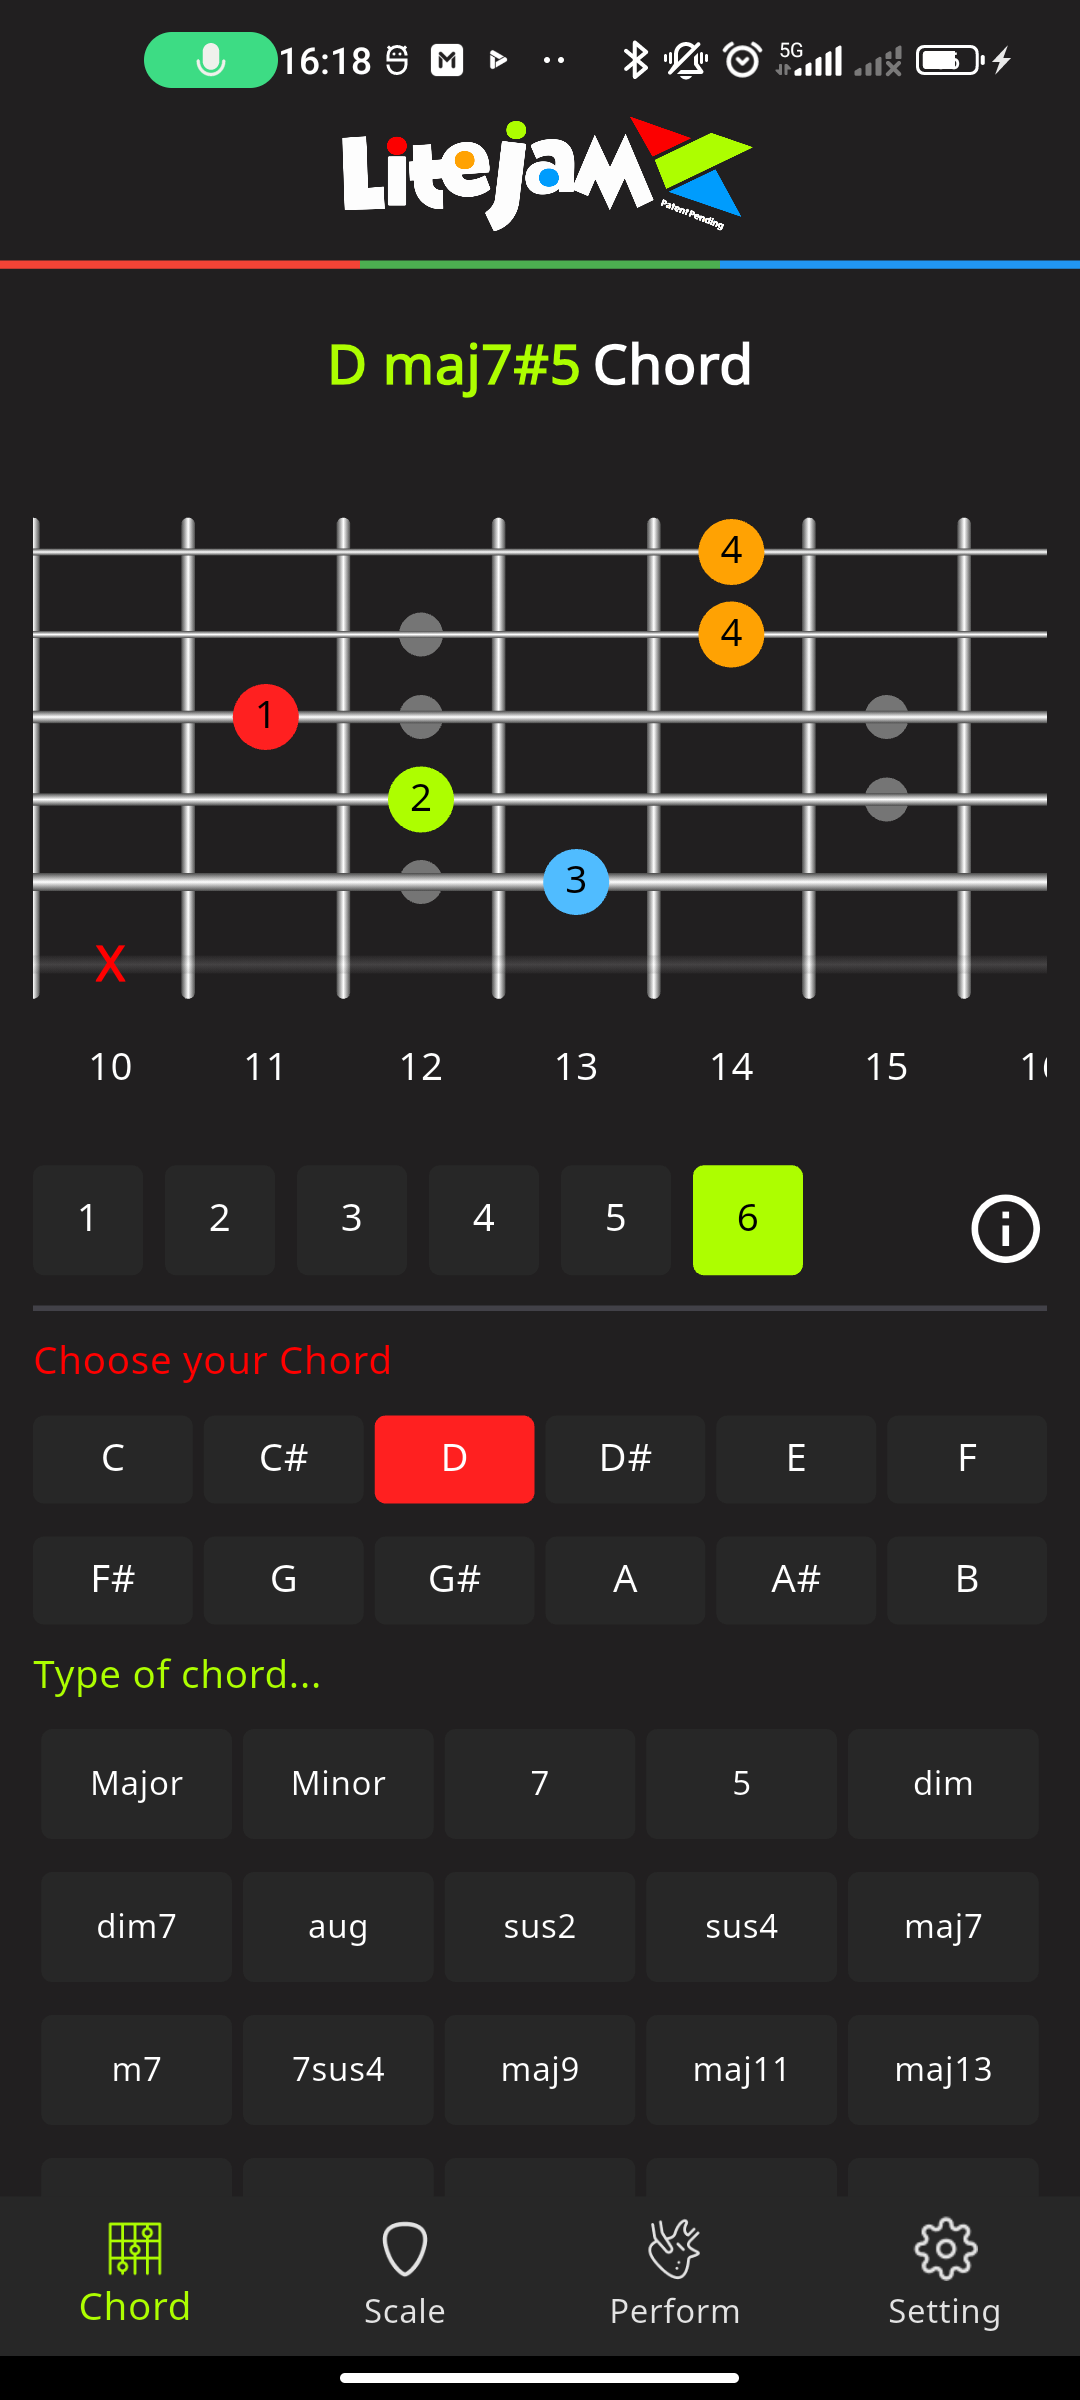 16:18
5G
Litejam
Patent Pending
D maj7#5 Chord
4
4
1
2
3
X
10 11 12 13 14 15
1 2 3 4 5 6
Choose your Chord
C C# D D# E F
F# G G# A A# B
Type of chord...
Major Minor 7 5 dim
dim7 aug sus2 sus4 maj7
m7 7sus4 maj9 maj11 maj13
Chord Scale Perform Setting